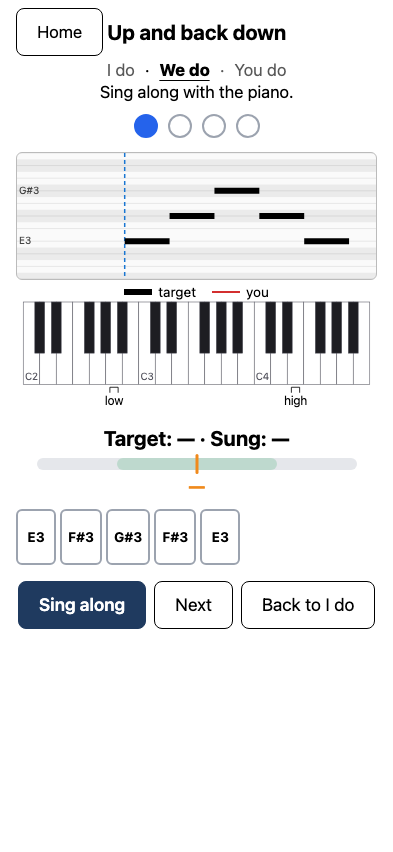 Home Up and back down
I do · We do · You do
Sing along with the piano.
G#3
E3
target you
C2 C3 C4
low high
Target: — · Sung: —
—
E3 F#3 G#3 F#3 E3
Sing along Next Back to I do